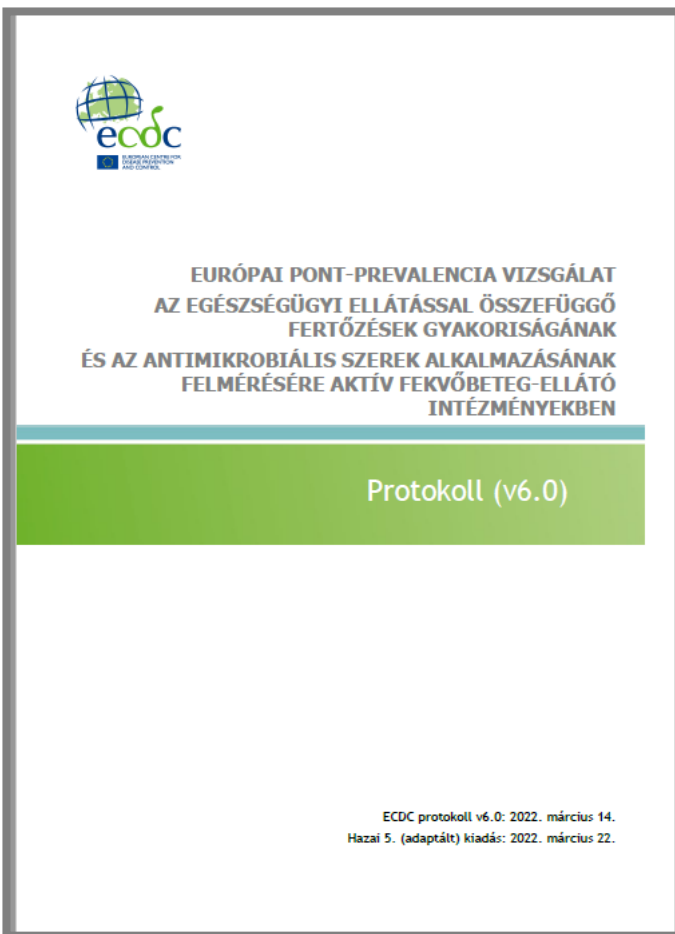 ecdc
EUROPEAN CENTRE FOR
DISEASE PREVENTION
AND CONTROL
EURÓPAI PONT-PREVALENCIA VIZSGÁLAT
AZ EGÉSZSÉGÜGYI ELLÁTÁSSAL ÖSSZEFÜGGŐ
FERTŐZÉSEK GYAKORISÁGÁNAK
ÉS AZ ANTIMIKROBIÁLIS SZEREK ALKALMAZÁSÁNAK
FELMÉRÉSÉRE AKTÍV FEKVŐBETEG-ELLÁTÓ
INTÉZMÉNYEKBEN
Protokoll (v6.0)
ECDC protokoll v6.0: 2022. március 14.
Hazai 5. (adaptált) kiadás: 2022. március 22.